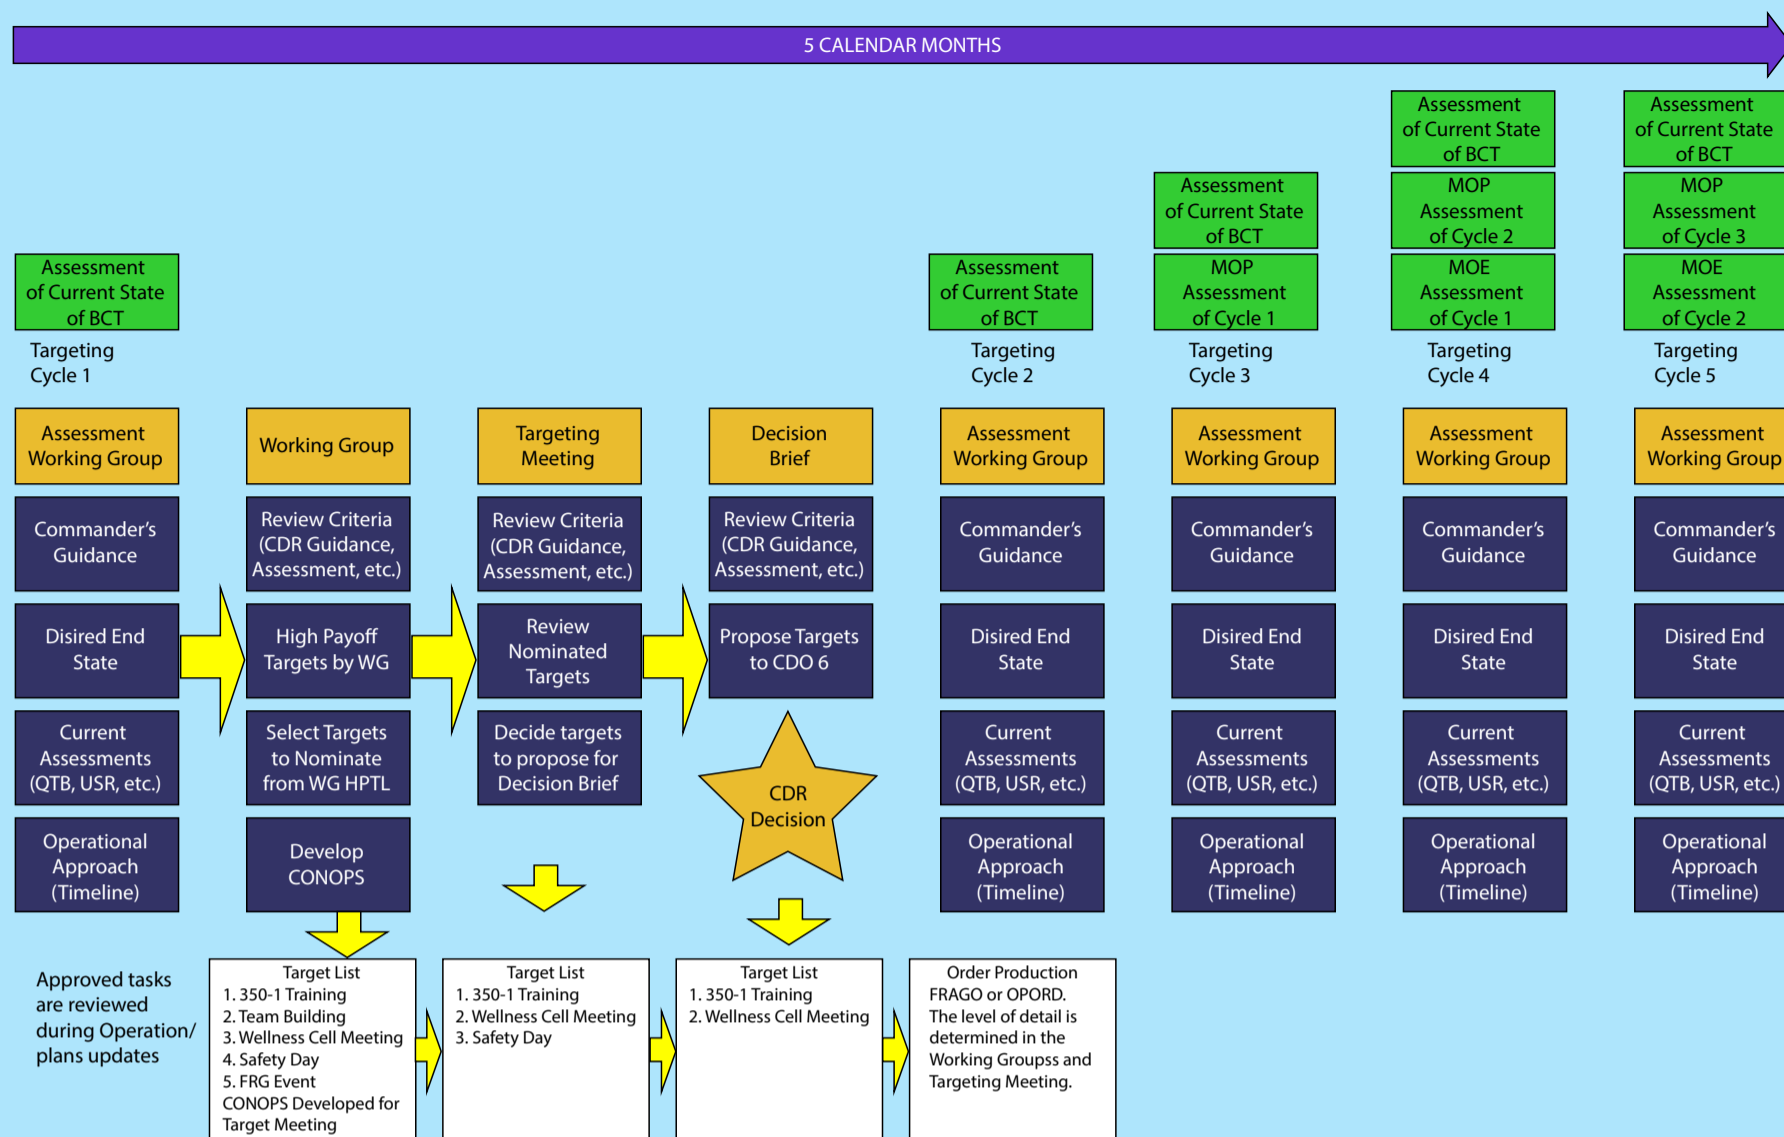 5 CALENDAR MONTHS
Assessment
of Current State
of BCT
Targeting
Cycle 1
Assessment
of Current State
of BCT
Targeting
Cycle 2
Assessment
of Current State
of BCT
MOP
Assessment
of Cycle 1
Targeting
Cycle 3
Assessment
of Current State
of BCT
MOP
Assessment
of Cycle 2
MOE
Assessment
of Cycle 1
Targeting
Cycle 4
Assessment
of Current State
of BCT
MOP
Assessment
of Cycle 3
MOE
Assessment
of Cycle 2
Targeting
Cycle 5
Assessment
Working Group
Commander's
Guidance
Disired End
State
Current
Assessments
(QTB, USR, etc.)
Operational
Approach
(Timeline)
Working Group
Review Criteria
(CDR Guidance,
Assessment, etc.)
High Payoff
Targets by WG
Select Targets
to Nominate
from WG HPTL
Develop
CONOPS
Targeting
Meeting
Review Criteria
(CDR Guidance,
Assessment, etc.)
Review
Nominated
Targets
Decide targets
to propose for
Decision Brief
Decision
Brief
Review Criteria
(CDR Guidance,
Assessment, etc.)
Propose Targets
to CDO 6
CDR
Decision
Assessment
Working Group
Commander's
Guidance
Disired End
State
Current
Assessments
(QTB, USR, etc.)
Operational
Approach
(Timeline)
Assessment
Working Group
Commander's
Guidance
Disired End
State
Current
Assessments
(QTB, USR, etc.)
Operational
Approach
(Timeline)
Assessment
Working Group
Commander's
Guidance
Disired End
State
Current
Assessments
(QTB, USR, etc.)
Operational
Approach
(Timeline)
Assessment
Working Group
Commander's
Guidance
Disired End
State
Current
Assessments
(QTB, USR, etc.)
Operational
Approach
(Timeline)
Approved tasks
are reviewed
during Operation/
plans updates
Target List
1. 350-1 Training
2. Team Building
3. Wellness Cell Meeting
4. Safety Day
5. FRG Event
CONOPS Developed for
Target Meeting
Target List
1. 350-1 Training
2. Wellness Cell Meeting
3. Safety Day
Target List
1. 350-1 Training
2. Wellness Cell Meeting
Order Production
FRAGO or OPORD.
The level of detail is
determined in the
Working Groupss and
Targeting Meeting.